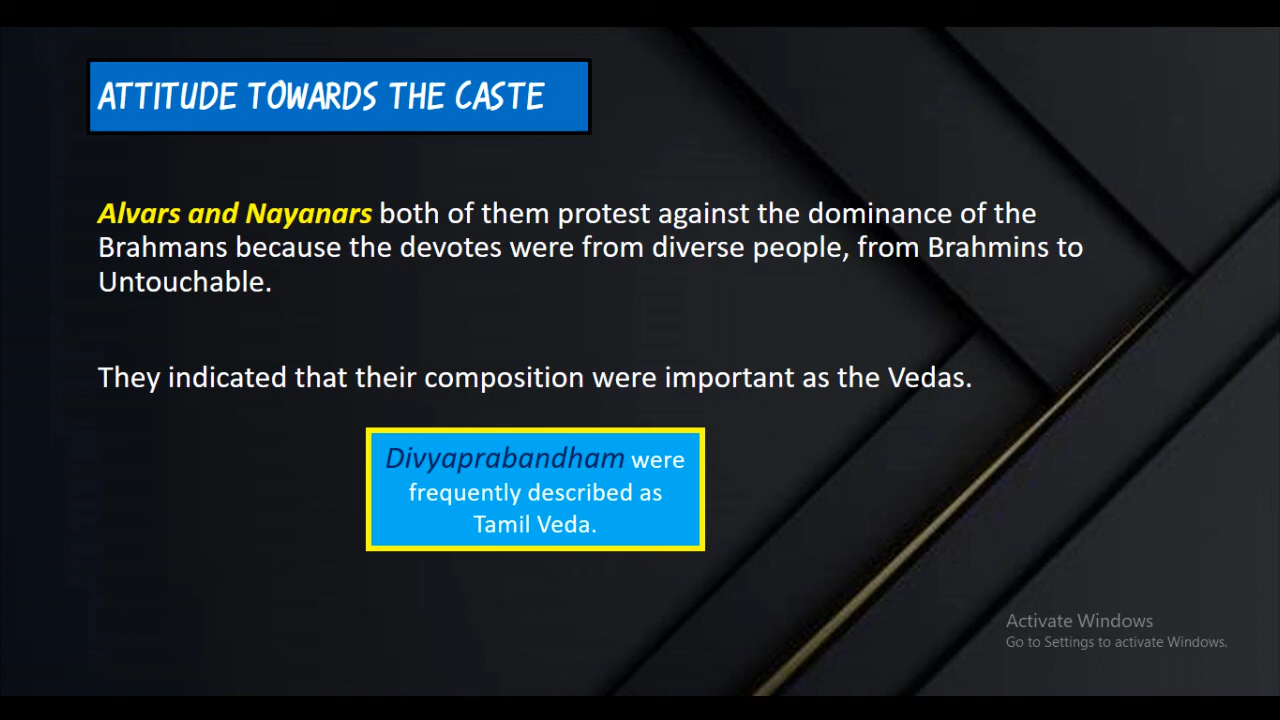 ATTITUDE TOWARDS THE CASTE
Alvars and Nayanars both of them protest against the dominance of the
Brahmans because the devotes were from diverse people, from Brahmins to
Untouchable.
They indicated that their composition were important as the Vedas.
Divyaprabandham were
frequently described as
Tamil Veda.
Activate Windows
Go to Settings to activate Windows.